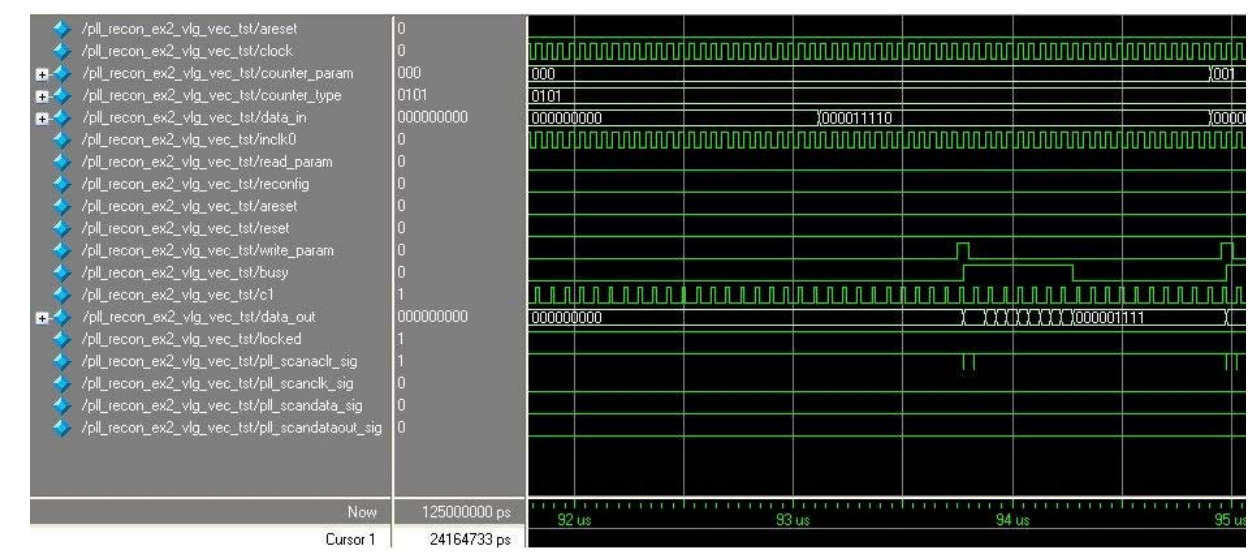 /pll_recon_ex2_vlg_vec_tst/areset 0
/pll_recon_ex2_vlg_vec_tst/clock 0
/pll_recon_ex2_vlg_vec_tst/counter_param 000 000 001
/pll_recon_ex2_vlg_vec_tst/counter_type 0101 0101
/pll_recon_ex2_vlg_vec_tst/data_in 000000000 000000000 000011110 0000
/pll_recon_ex2_vlg_vec_tst/inclk0 0
/pll_recon_ex2_vlg_vec_tst/read_param 0
/pll_recon_ex2_vlg_vec_tst/reconfig 0
/pll_recon_ex2_vlg_vec_tst/areset 0
/pll_recon_ex2_vlg_vec_tst/reset 0
/pll_recon_ex2_vlg_vec_tst/write_param 0
/pll_recon_ex2_vlg_vec_tst/busy 0
/pll_recon_ex2_vlg_vec_tst/c1 1
/pll_recon_ex2_vlg_vec_tst/data_out 000000000 000000000 000001111
/pll_recon_ex2_vlg_vec_tst/locked 1
/pll_recon_ex2_vlg_vec_tst/pll_scanaclr_sig 1
/pll_recon_ex2_vlg_vec_tst/pll_scanclk_sig 0
/pll_recon_ex2_vlg_vec_tst/pll_scandata_sig 0
/pll_recon_ex2_vlg_vec_tst/pll_scandataout_sig 0
Now 125000000 ps 92 us 93 us 94 us 95 us
Cursor 1 24164733 ps